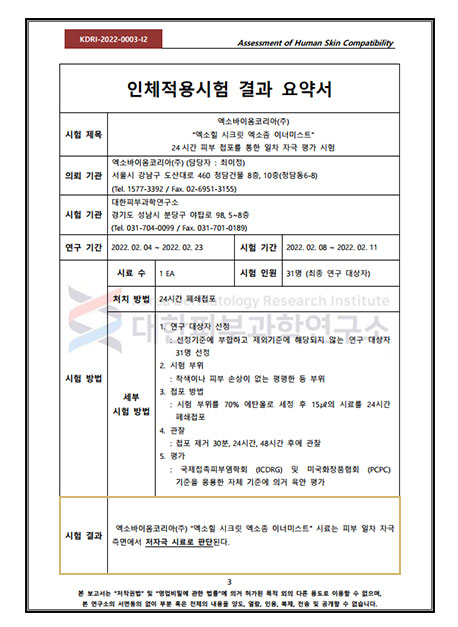 KDRI-2022-0003-I2
Assessment of Human Skin Compatibility
인체적용시험 결과 요약서
시험 제목
엑소바이옴코리아(주)
"엑소힐 시크릿 엑소좀 이너미스트"
24시간 피부 첩포를 통한 일차 자극 평가 시험
의뢰 기관
엑소바이옴코리아(주) (담당자 : 최이정)
서울시 강남구 도산대로 460 청담건물 8층, 10층(청담동6-8)
(Tel. 1577-3392 / Fax. 02-6951-3155)
시험 기관
대한피부과학연구소
경기도 성남시 분당구 야탑로 98, 5~8층
(Tel. 031-704-0099 / Fax. 031-701-0189)
연구 기간
2022. 02. 04 ~ 2022. 02. 23
시험 기간
2022. 02. 08 ~ 2022. 02. 11
시험 방법
시료 수
1 EA
시험 인원
31명 (최종 연구 대상자)
처치 방법
24시간 폐쇄첩포
Dermatology Research Institute
대한피부과학연구소
세부
시험 방법
1. 연구 대상자 선정
: 선정기준에 부합하고 제외기준에 해당되지 않는 연구 대상자
31명 선정
2. 시험 부위
: 착색이나 피부 손상이 없는 평평한 등 부위
3. 첩포 방법
: 시험 부위를 70% 에탄올로 세정 후 15㎕의 시료를 24시간
폐쇄첩포
4. 관찰
: 첩포 제거 30분, 24시간, 48시간 후에 관찰
5. 평가
: 국제접촉피부염학회 (ICDRG) 및 미국화장품협회 (PCPC)
기준을 응용한 자체 기준에 의거 육안 평가
시험 결과
엑소바이옴코리아(주) "엑소힐 시크릿 엑소좀 이너미스트" 시료는 피부 일차 자극
측면에서 저자극 시료로 판단된다.
3
본 보고서는 "저작권법" 및 "영업비밀에 관한 법률"에 의거 허가된 목적 외의 다른 용도로 이용할 수 없으며,
본 연구소의 서면동의 없이 부분 혹은 전체의 내용을 양도, 열람, 인용, 복제, 전송 및 공개할 수 없습니다.